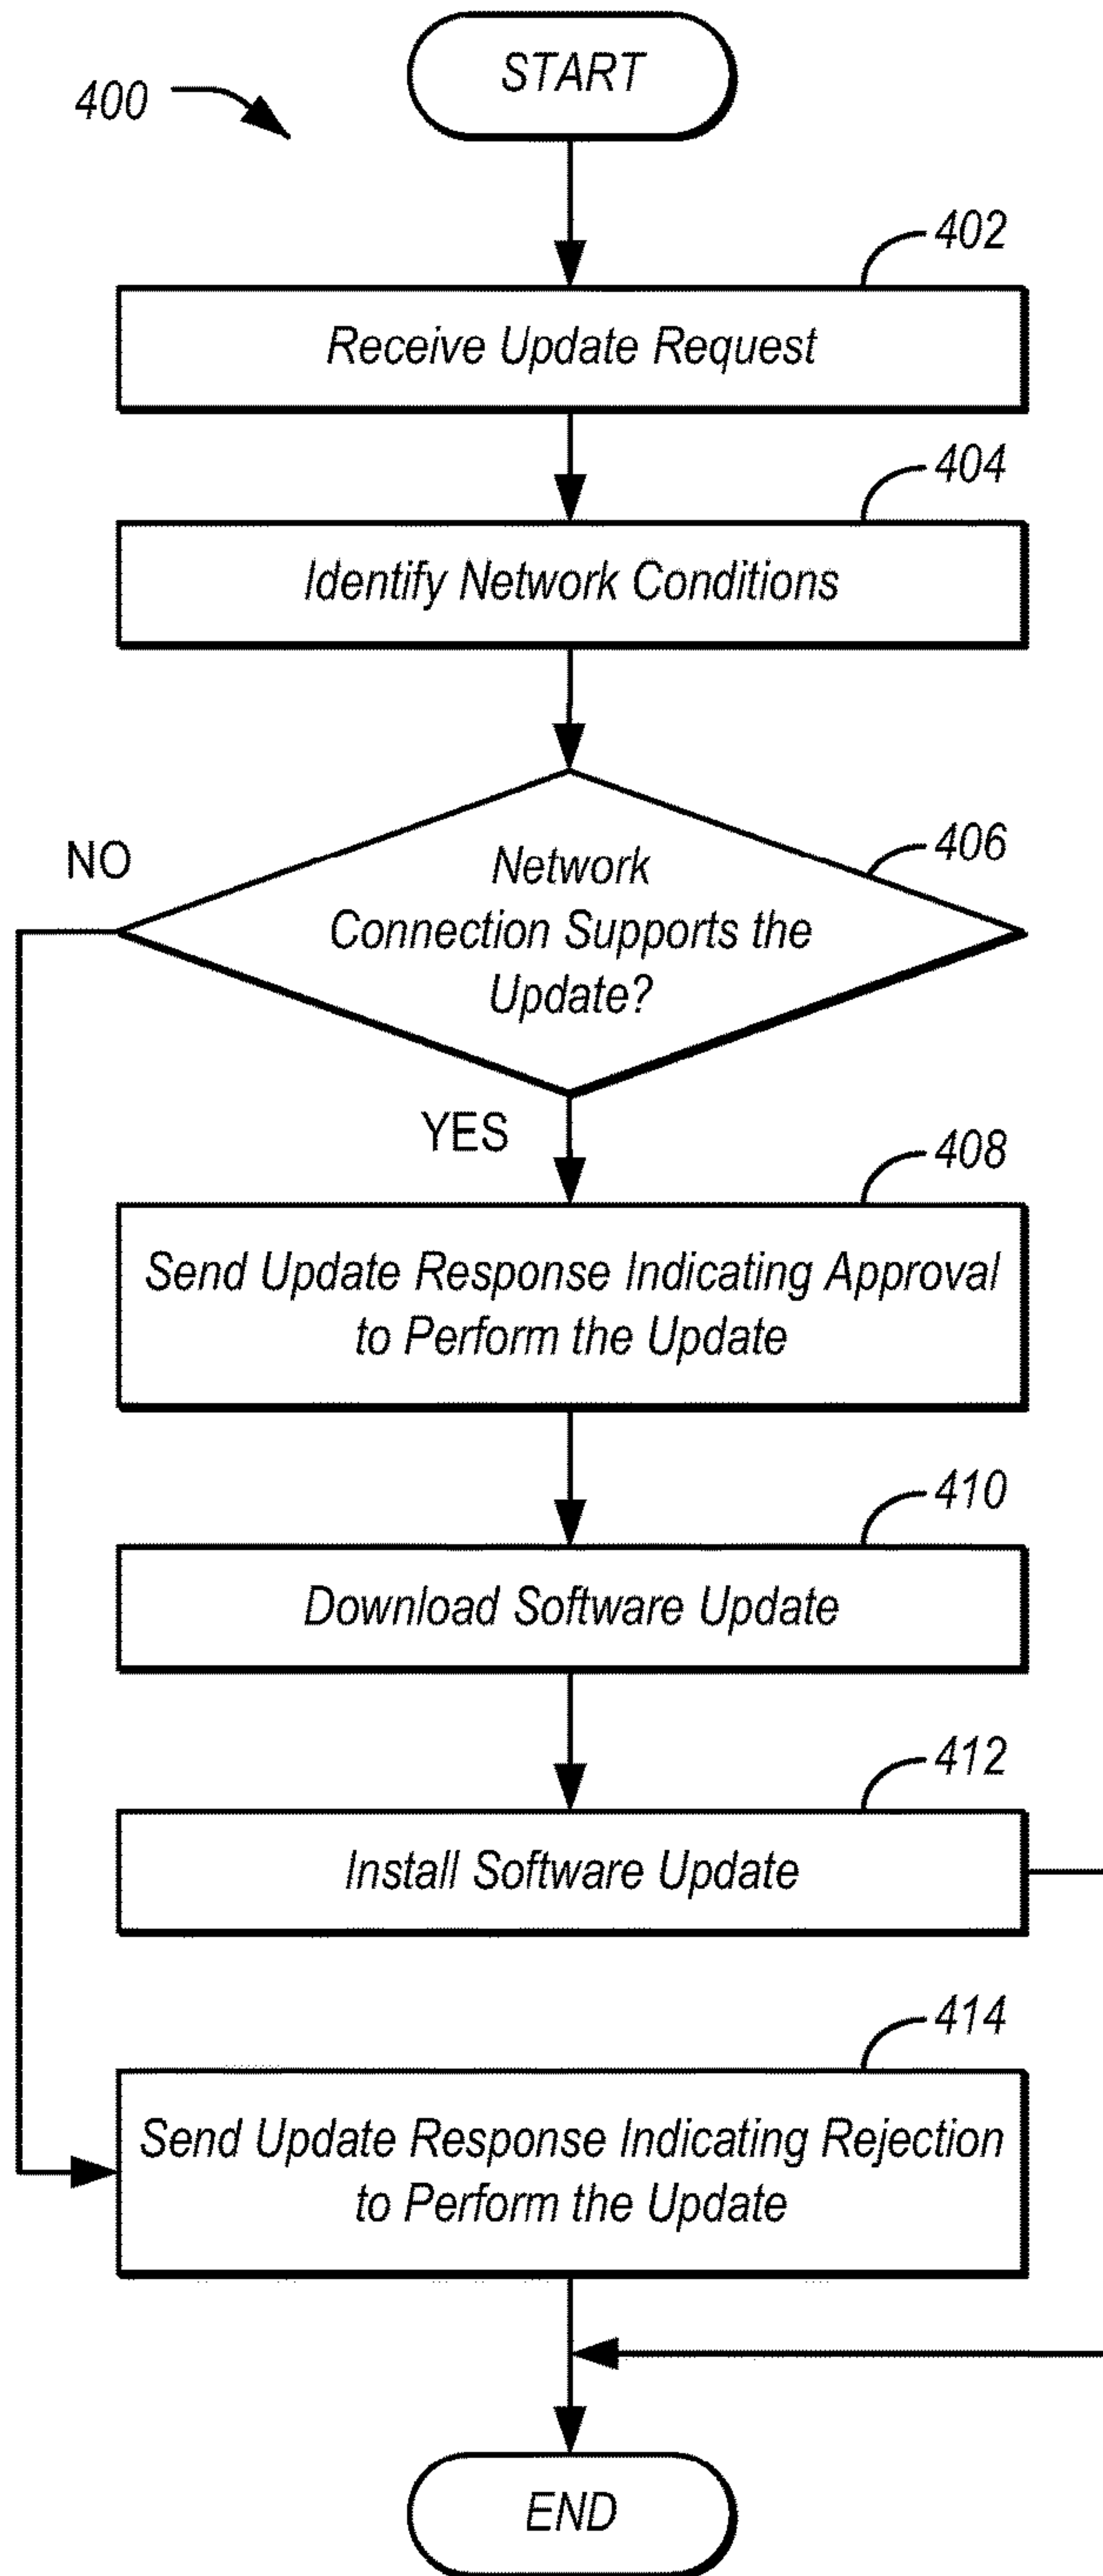 START
400
402
Receive Update Request
404
Identify Network Conditions
406
NO
Network
Connection Supports the
Update?
YES
408
Send Update Response Indicating Approval
to Perform the Update
410
Download Software Update
412
Install Software Update
414
Send Update Response Indicating Rejection
to Perform the Update
END